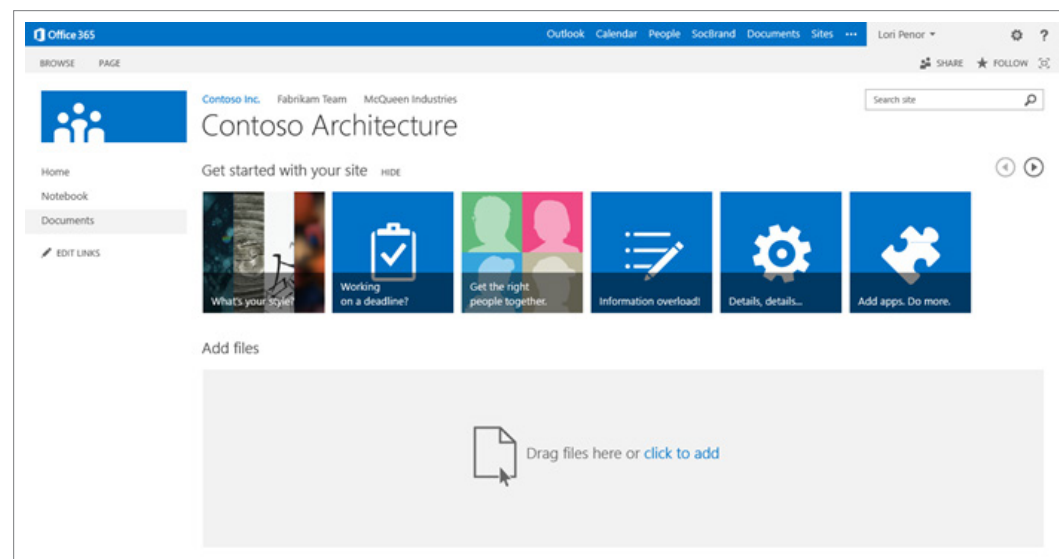 Office 365
Outlook Calendar People SocBrand Documents Sites ••• Lori Penor
?
BROWSE PAGE
SHARE FOLLOW
Contoso Inc. Fabrikam Team McQueen Industries
Search site
Contoso Architecture
Home
Notebook
Documents
EDIT LINKS
Get started with your site HIDE
What's your style?
Working
on a deadline?
Get the right
people together.
Information overload!
Details, details...
Add apps. Do more.
Add files
Drag files here or click to add